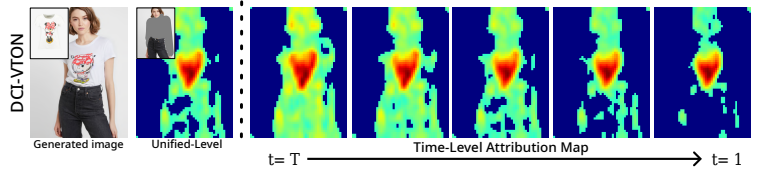 DCI-VTON
Generated image
Unified-Level
Time-Level Attribution Map
t= T
t= 1